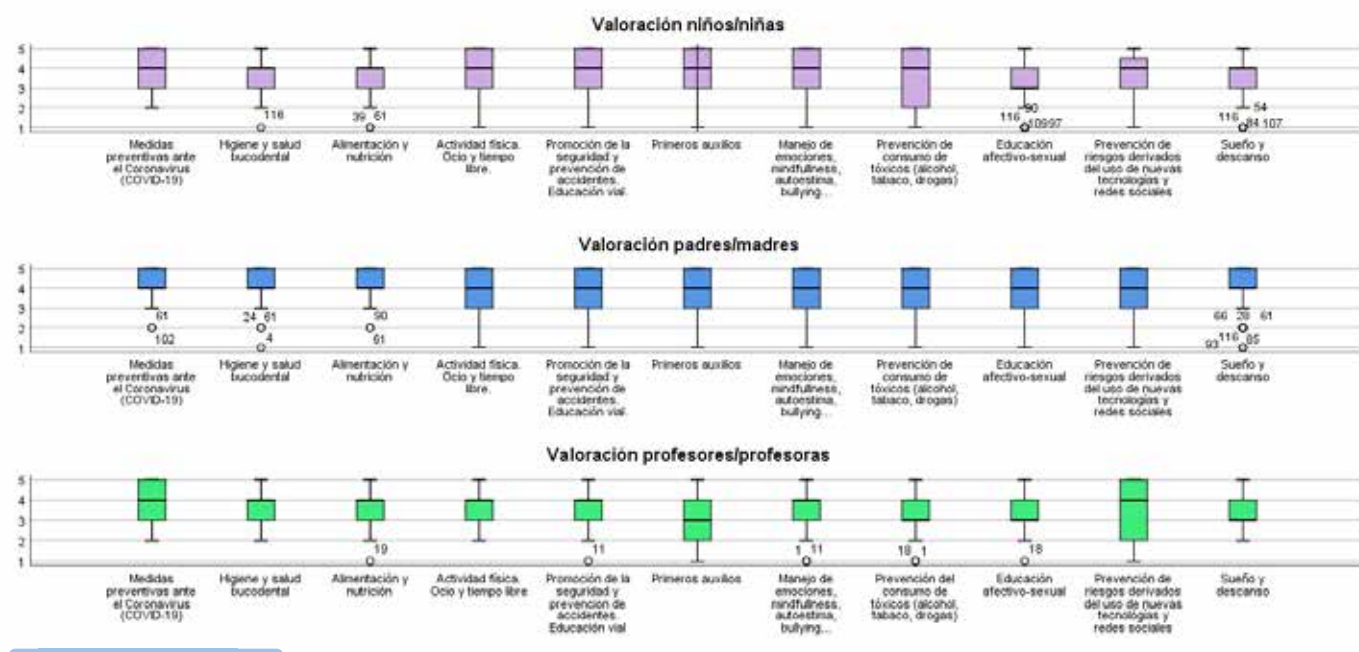 Valoración niños/niñas
5
4
3
2
1
116
39 61
90
116
10997
54
116
84 107
Medidas preventivas ante el Coronavirus (COVID-19)
Higiene y salud bucodental
Alimentación y nutrición
Actividad física. Ocio y tiempo libre.
Promoción de la seguridad y prevención de accidentes. Educación vial.
Primeros auxilios
Manejo de emociones, mindfullness, autoestima, bullying...
Prevención de consumo de tóxicos (alcohol, tabaco, drogas)
Educación afectivo-sexual
Prevención de riesgos derivados del uso de nuevas tecnologías y redes sociales
Sueño y descanso
Valoración padres/madres
5
4
3
2
1
61
102
24 61
4
90
61
66 28 61
93 116 85
Medidas preventivas ante el Coronavirus (COVID-19)
Higiene y salud bucodental
Alimentación y nutrición
Actividad física. Ocio y tiempo libre.
Promoción de la seguridad y prevención de accidentes. Educación vial.
Primeros auxilios
Manejo de emociones, mindfullness, autoestima, bullying...
Prevención de consumo de tóxicos (alcohol, tabaco, drogas)
Educación afectivo-sexual
Prevención de riesgos derivados del uso de nuevas tecnologías y redes sociales
Sueño y descanso
Valoración profesores/profesoras
5
4
3
2
1
19
11
1 11
18 1
18
Medidas preventivas ante el Coronavirus (COVID-19)
Higiene y salud bucodental
Alimentación y nutrición
Actividad física. Ocio y tiempo libre
Promoción de la seguridad y prevencion de accidentes. Educación vial
Primeros auxilios
Manejo de emociones, mindfullness, autoestima, bullying...
Prevención del consumo de tóxicos (alcohol, tabaco, drogas)
Educación afectivo-sexual
Prevención de riesgos derivados del uso de nuevas tecnologías y redes sociales
Sueño y descanso